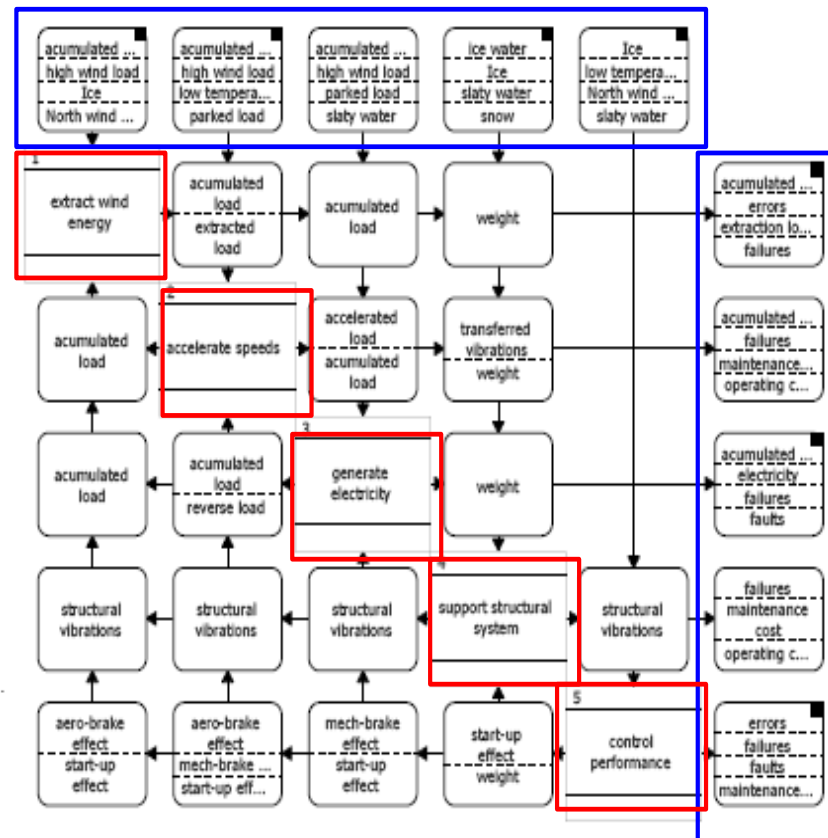 acumulated ...
high wind load
Ice
North wind ...
acumulated ...
high wind load
low tempera...
parked load
acumulated ...
high wind load
parked load
slaty water
ice water
Ice
slaty water
snow
Ice
low tempera...
North wind ...
slaty water
1
extract wind
energy
acumulated
load
extracted
load
acumulated
load
weight
acumulated ...
errors
extraction lo...
failures
acumulated
load
2
accelerate speeds
accelerated
load
acumulated
load
transferred
vibrations
weight
acumulated ...
failures
maintenance...
operating c...
acumulated
load
acumulated
load
reverse load
3
generate
electricity
weight
acumulated ...
electricity
failures
faults
structural
vibrations
structural
vibrations
structural
vibrations
4
support structural
system
structural
vibrations
failures
maintenance
cost
operating c...
aero-brake
effect
start-up
effect
aero-brake
effect
mech-brake ...
start-up eff...
mech-brake
effect
start-up
effect
start-up
effect
weight
5
control
performance
errors
failures
faults
maintenance...